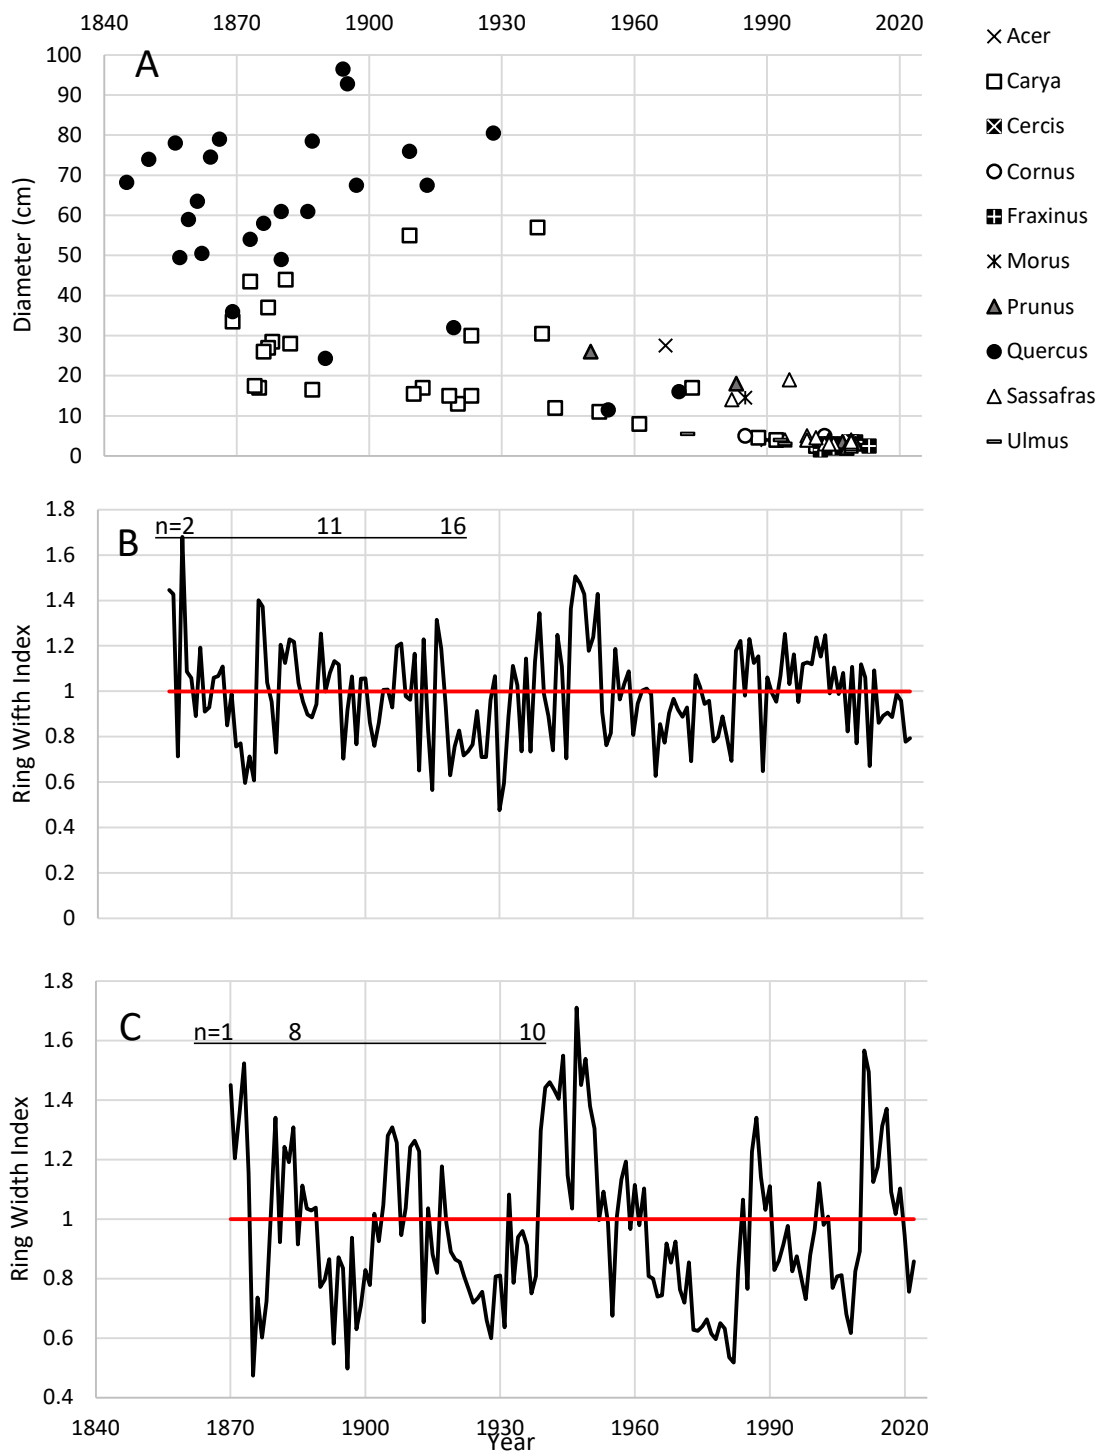 1840 1870 1900 1930 1960 1990 2020
A
100
90
80
70
60
50
40
30
20
10
0
Diameter (cm)
Acer
Carya
Cercis
Cornus
Fraxinus
Morus
Prunus
Quercus
Sassafras
Ulmus
B
n=2 11 16
1.8
1.6
1.4
1.2
1
0.8
0.6
0.4
0.2
0
Ring Wifth Index
C
n=1 8 10
1.8
1.6
1.4
1.2
1
0.8
0.6
0.4
Ring Width Index
1840 1870 1900 1930 1960 1990 2020
Year